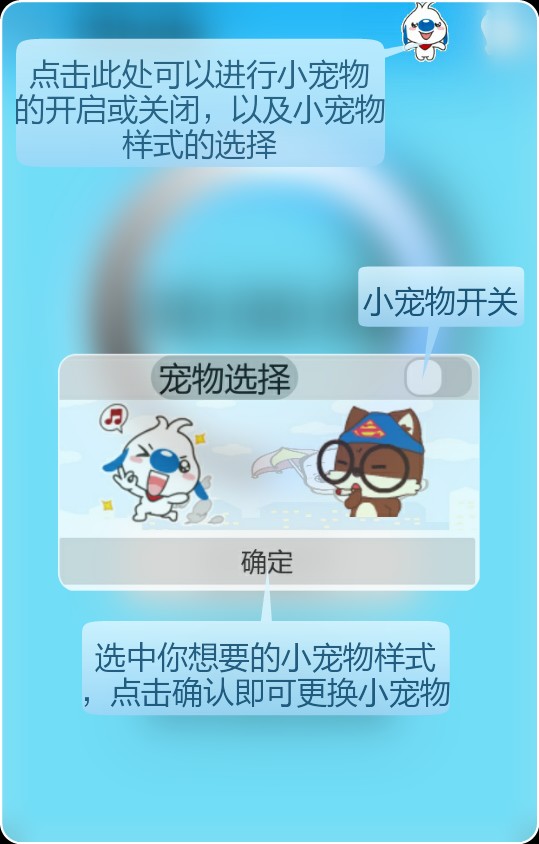 点击此处可以进行小宠物
的开启或关闭，以及小宠物
样式的选择
小宠物开关
宠物选择
确定
选中你想要的小宠物样式
，点击确认即可更换小宠物